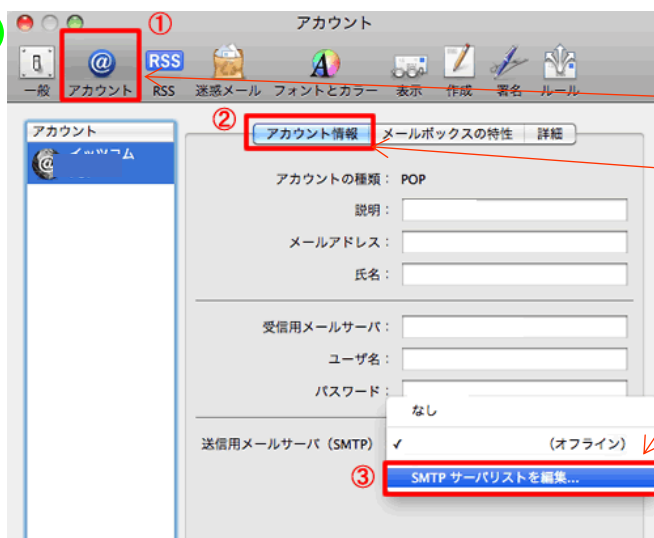 ①
アカウント
RSS
一般 アカウント RSS 迷惑メール フォントとカラー 表示 作成 署名 ルール
②
アカウント
アカウント情報 メールボックスの特性 詳細
イッツコム
アカウントの種類： POP
説明：
メールアドレス：
氏名：
受信用メールサーバ：
ユーザ名：
パスワード：
なし
送信用メールサーバ（SMTP） ✓ （オフライン）
③ SMTP サーバリストを編集...